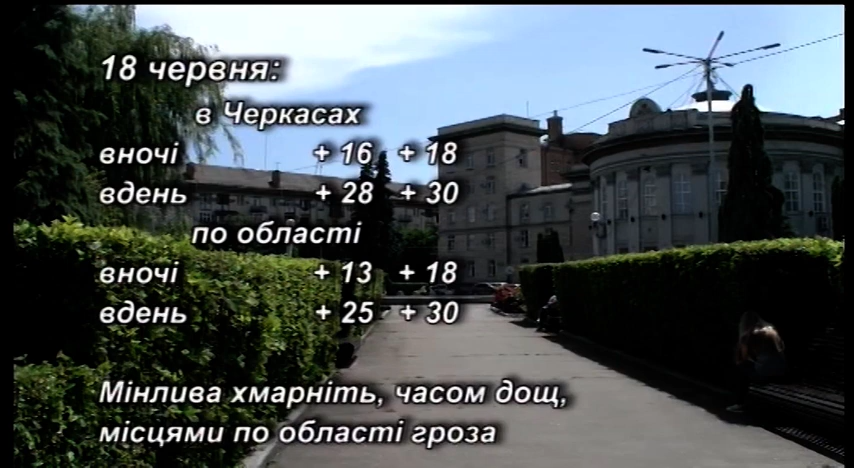 18 червня:
в Черкасах
вночі + 16 + 18
вдень + 28 + 30
по області
вночі + 13 + 18
вдень + 25 + 30
Мінлива хмарніть, часом дощ,
місцями по області гроза